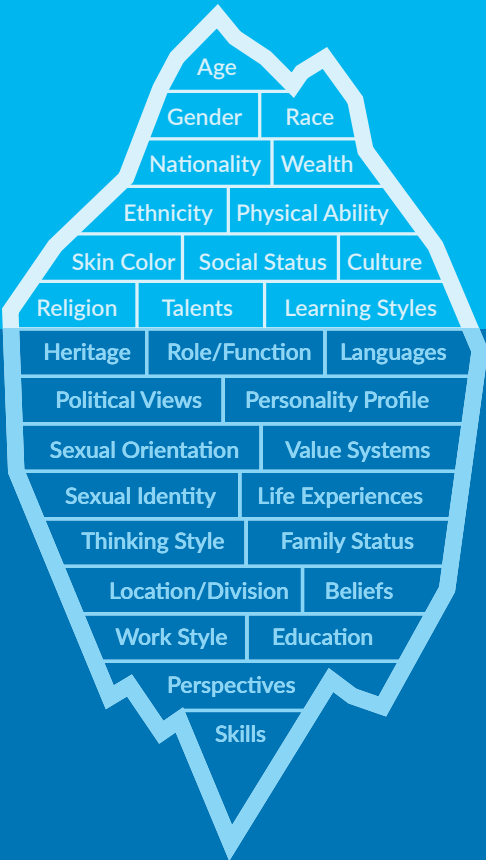 Age
Gender Race
Nationality Wealth
Ethnicity Physical Ability
Skin Color Social Status Culture
Religion Talents Learning Styles
Heritage Role/Function Languages
Political Views Personality Profile
Sexual Orientation Value Systems
Sexual Identity Life Experiences
Thinking Style Family Status
Location/Division Beliefs
Work Style Education
Perspectives
Skills